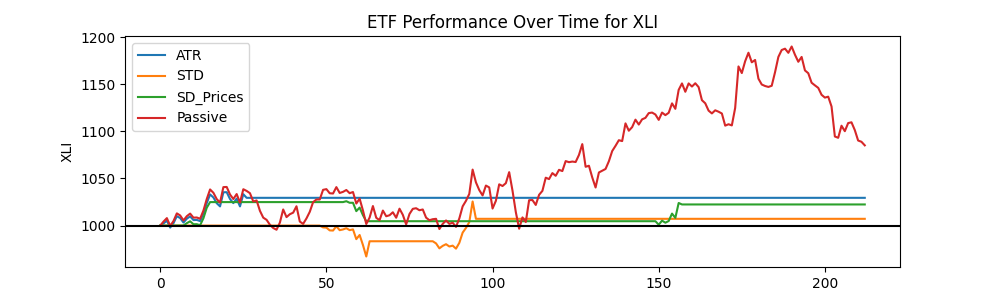 ETF Performance Over Time for XLI
1200
1150
1100
1050
1000
XLI
ATR
STD
SD_Prices
Passive
0
50
100
150
200